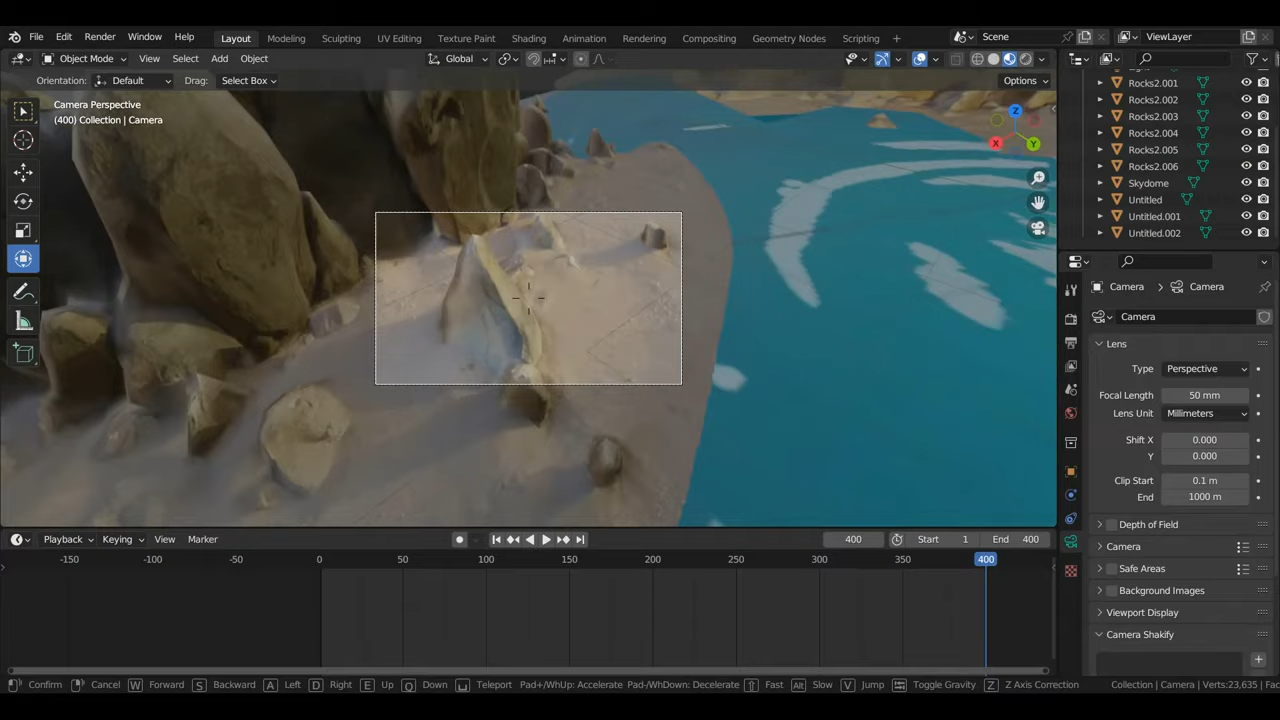 File Edit Render Window Help Layout Modeling Sculpting UV Editing Texture Paint Shading Animation Rendering Compositing Geometry Nodes Scripting + Scene ViewLayer
Object Mode View Select Add Object Global
Orientation: Default Drag: Select Box Options
Camera Perspective
(400) Collection | Camera
Z
X Y
Rocks2.001
Rocks2.002
Rocks2.003
Rocks2.004
Rocks2.005
Rocks2.006
Skydome
Untitled
Untitled.001
Untitled.002
Camera > Camera
Camera
Lens
Type Perspective
Focal Length 50 mm
Lens Unit Millimeters
Shift X 0.000
Y 0.000
Clip Start 0.1 m
End 1000 m
Depth of Field
Camera
Safe Areas
Background Images
Viewport Display
Camera Shakify
Playback Keying View Marker 400 Start 1 End 400
-150 -100 -50 0 50 100 150 200 250 300 350 400
Confirm Cancel W Forward S Backward A Left D Right E Up Q Down Teleport Pad+/WhUp: Accelerate Pad-/WhDown: Decelerate Fast Alt Slow V Jump Toggle Gravity Z Z Axis Correction Collection | Camera | Verts:23,635 | Fac